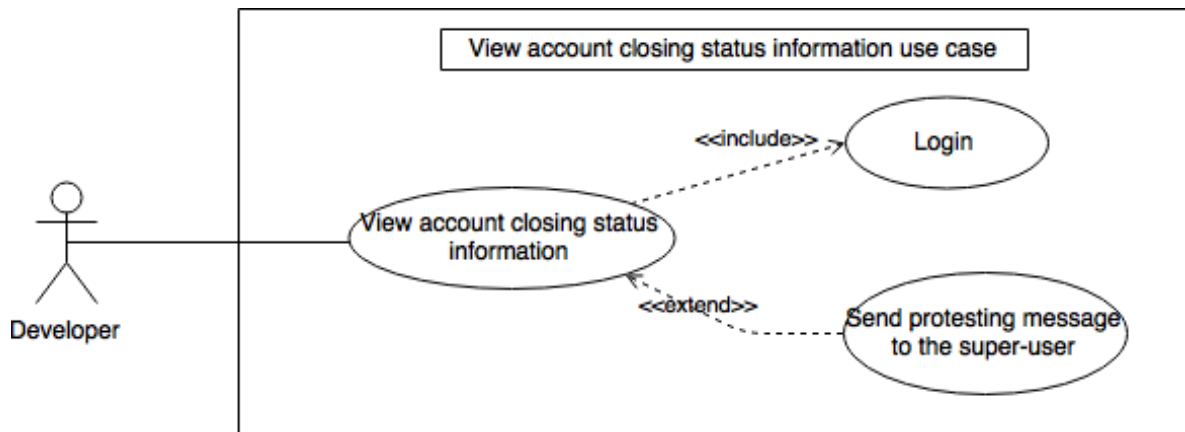 View account closing status information use case
<<include>>
Login
View account closing status
information
<<extend>>
Send protesting message
to the super-user
Developer